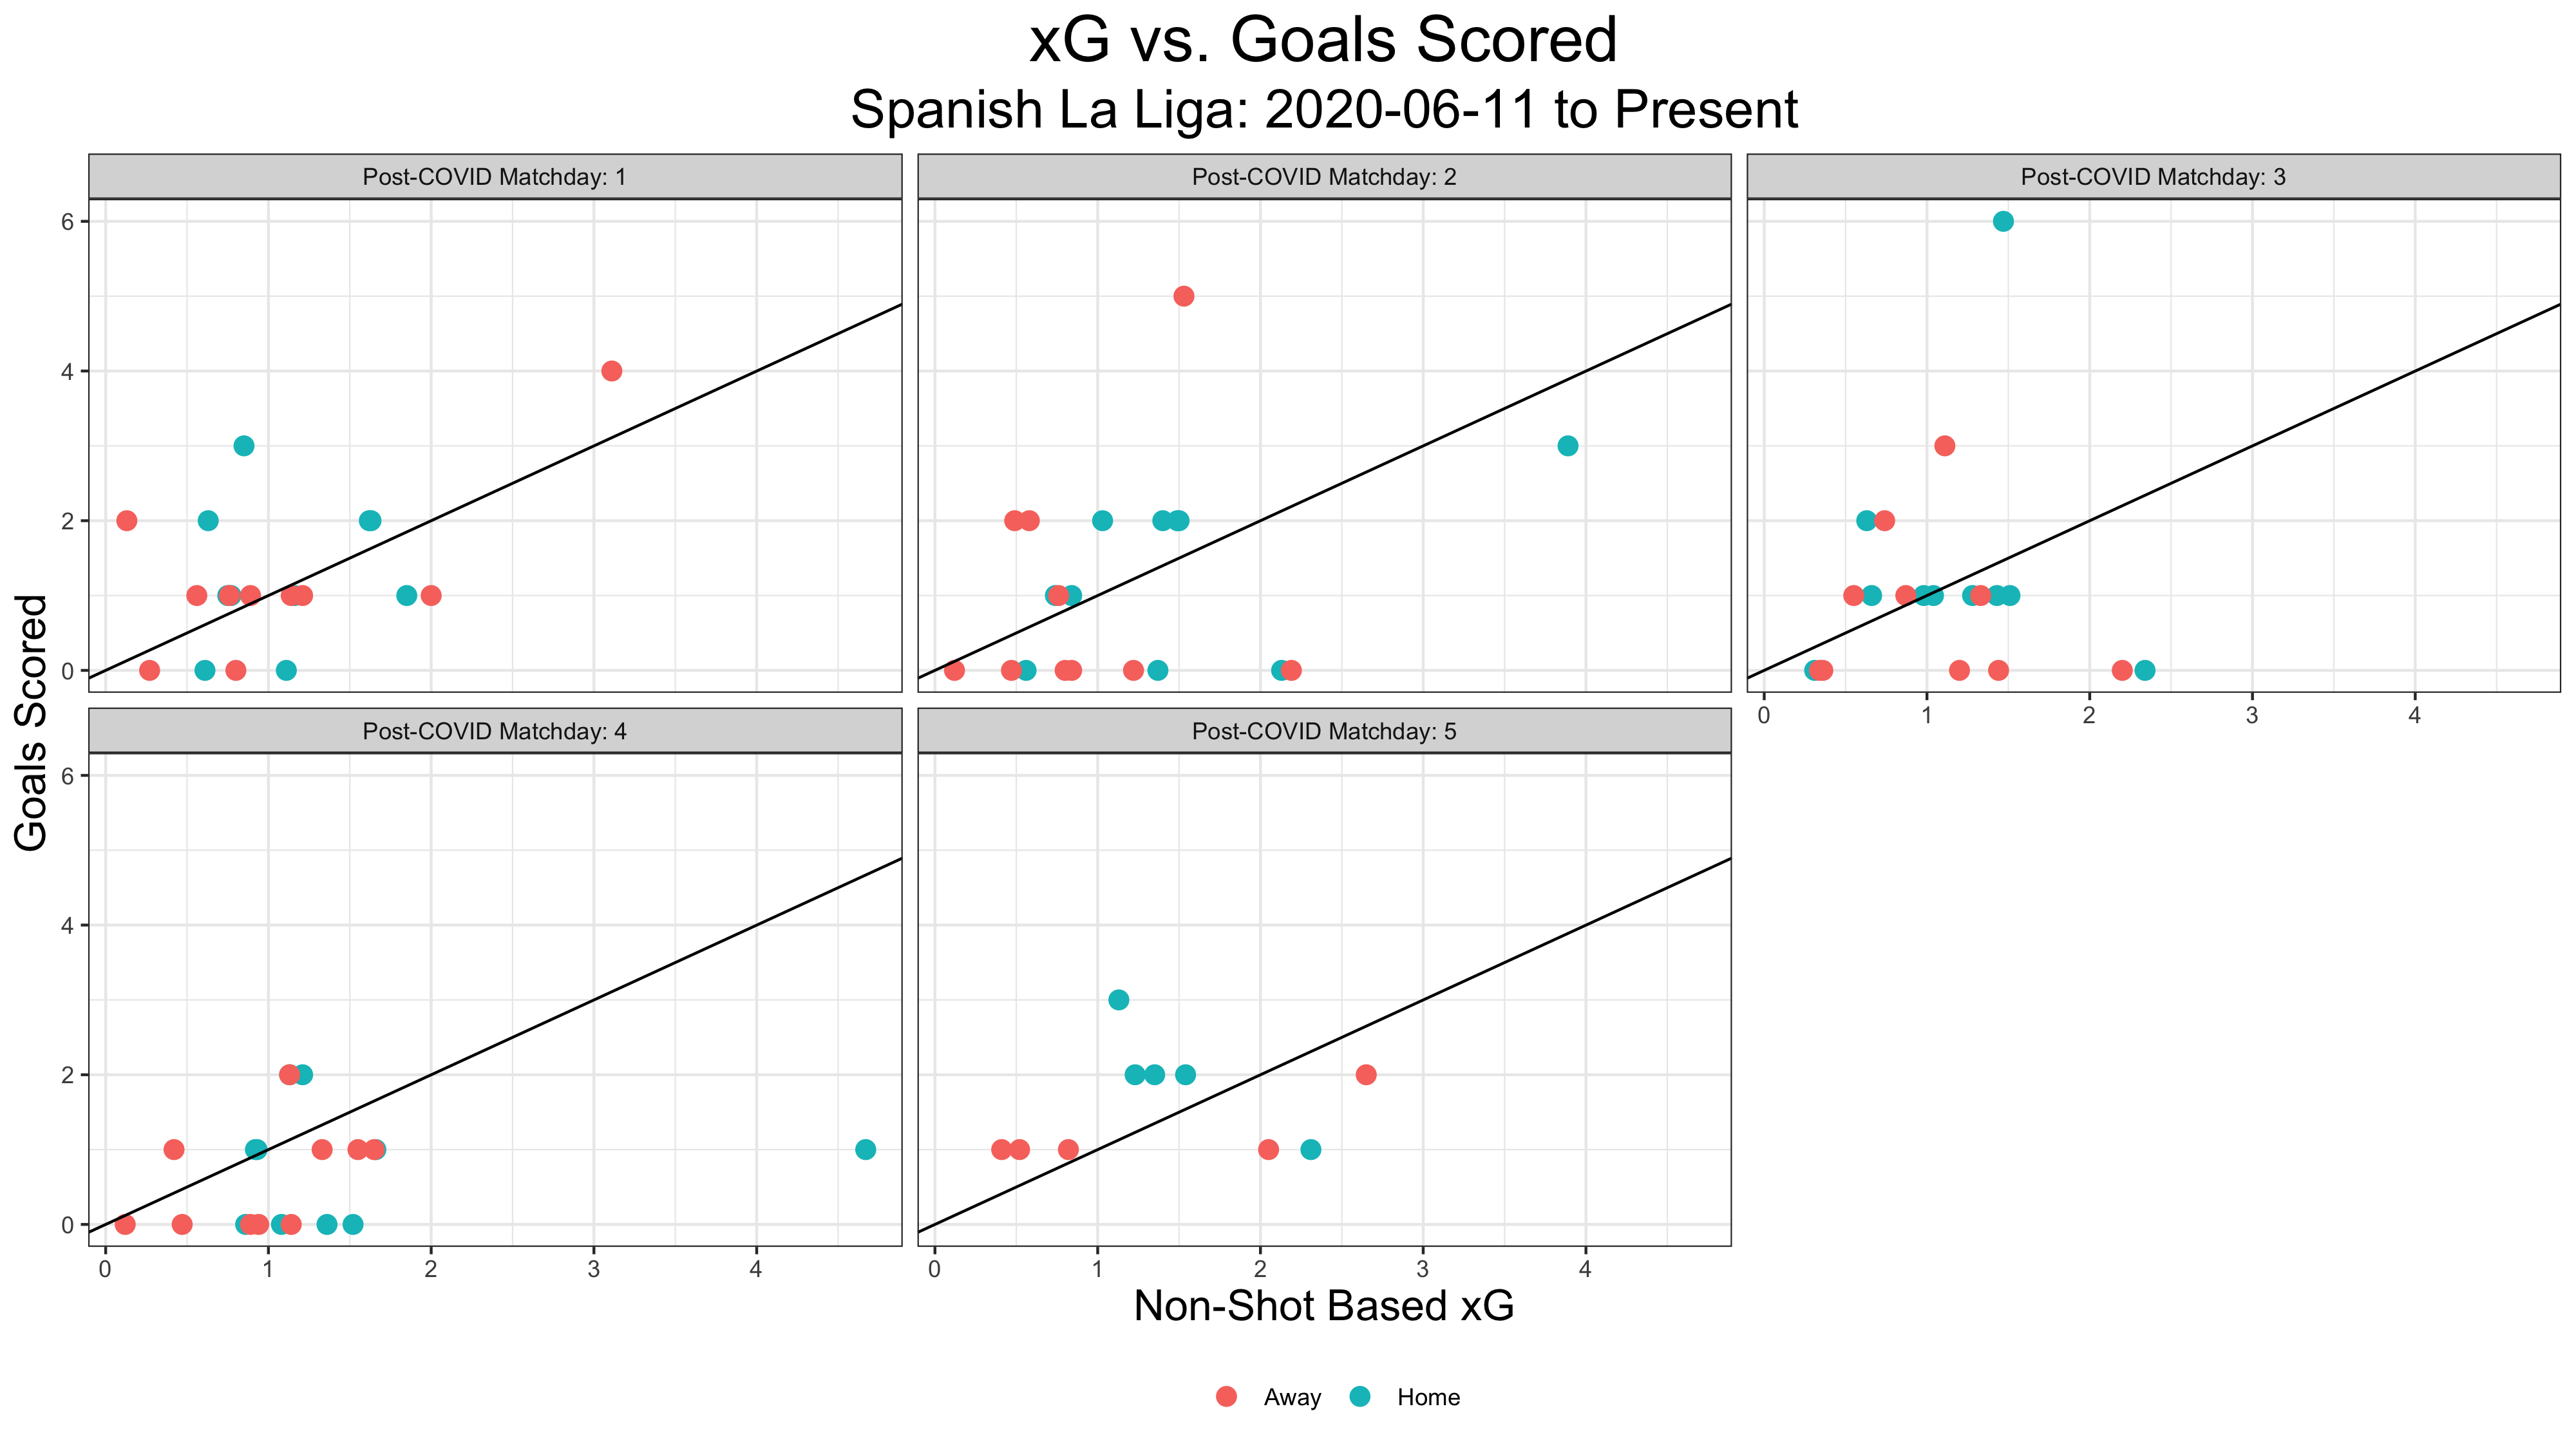 xG vs. Goals Scored
Spanish La Liga: 2020-06-11 to Present
Post-COVID Matchday: 1
Post-COVID Matchday: 2
Post-COVID Matchday: 3
6
4
2
0
0 1 2 3 4
Goals Scored
Post-COVID Matchday: 4
Post-COVID Matchday: 5
6
4
2
0
0 1 2 3 4
0 1 2 3 4
Non-Shot Based xG
Away
Home